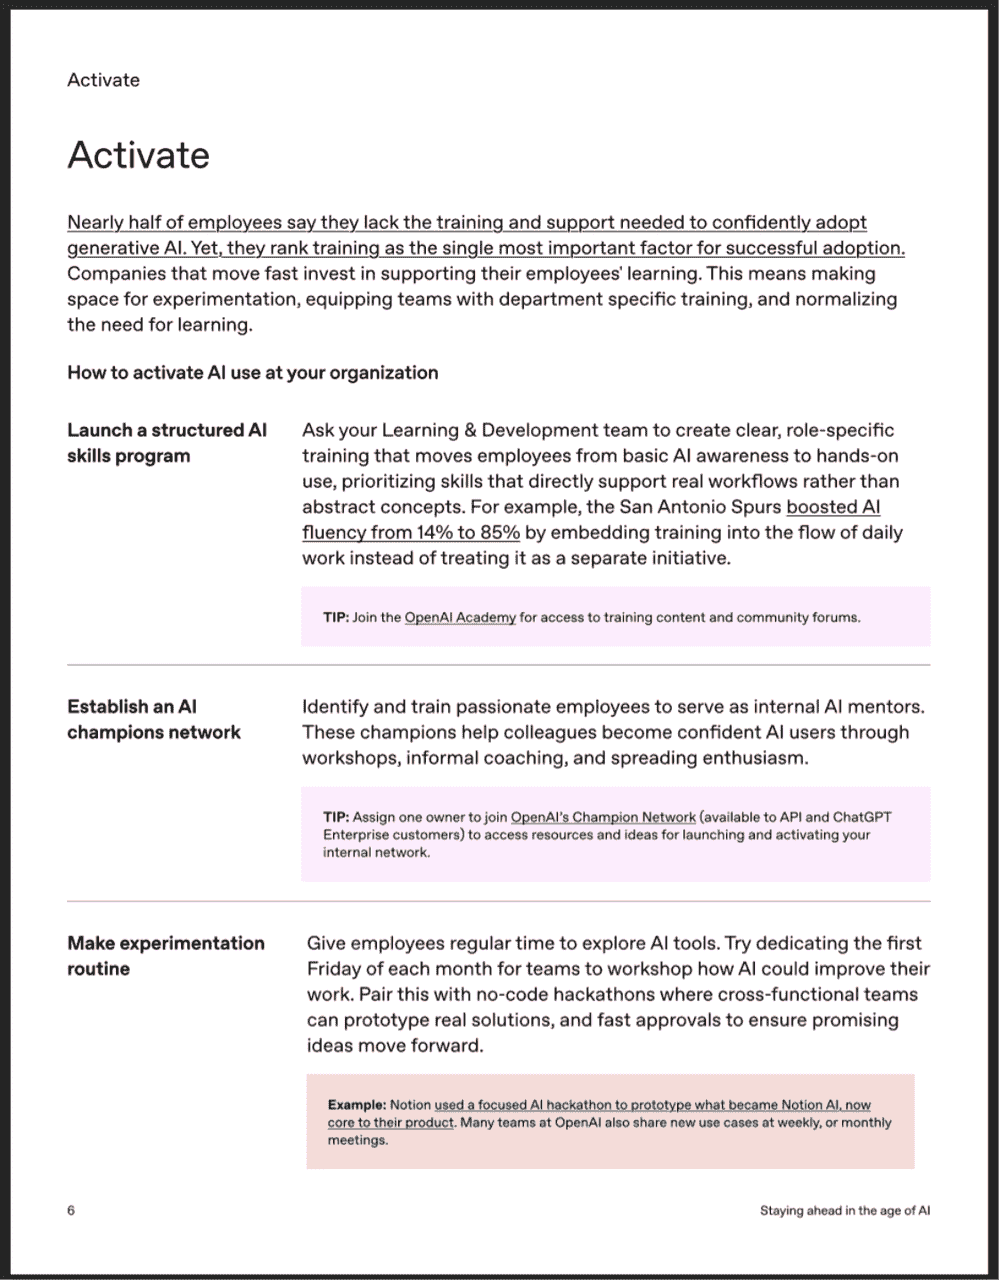 Activate
Activate
Nearly half of employees say they lack the training and support needed to confidently adopt
generative AI. Yet, they rank training as the single most important factor for successful adoption.
Companies that move fast invest in supporting their employees' learning. This means making
space for experimentation, equipping teams with department specific training, and normalizing
the need for learning.
How to activate AI use at your organization
Launch a structured AI
skills program
Ask your Learning & Development team to create clear, role-specific
training that moves employees from basic AI awareness to hands-on
use, prioritizing skills that directly support real workflows rather than
abstract concepts. For example, the San Antonio Spurs boosted AI
fluency from 14% to 85% by embedding training into the flow of daily
work instead of treating it as a separate initiative.
TIP: Join the OpenAI Academy for access to training content and community forums.
Establish an AI
champions network
Identify and train passionate employees to serve as internal AI mentors.
These champions help colleagues become confident AI users through
workshops, informal coaching, and spreading enthusiasm.
TIP: Assign one owner to join OpenAI's Champion Network (available to API and ChatGPT
Enterprise customers) to access resources and ideas for launching and activating your
internal network.
Make experimentation
routine
Give employees regular time to explore AI tools. Try dedicating the first
Friday of each month for teams to workshop how AI could improve their
work. Pair this with no-code hackathons where cross-functional teams
can prototype real solutions, and fast approvals to ensure promising
ideas move forward.
Example: Notion used a focused AI hackathon to prototype what became Notion AI, now
core to their product. Many teams at OpenAI also share new use cases at weekly, or monthly
meetings.
6
Staying ahead in the age of AI